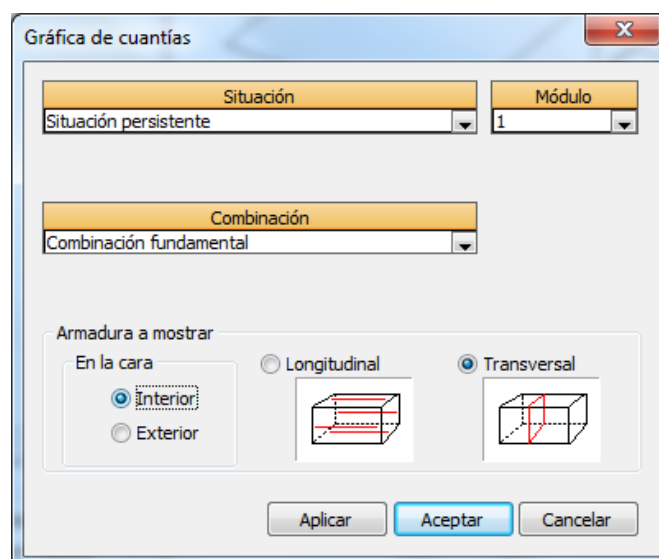 Gráfica de cuantías
Situación Módulo
Situación persistente 1
Combinación
Combinación fundamental
Armadura a mostrar
En la cara Longitudinal Transversal
Interior
Exterior
Aplicar Aceptar Cancelar